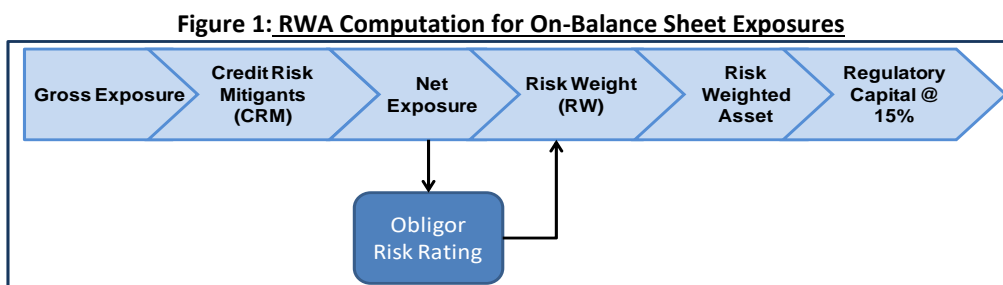 Figure 1: RWA Computation for On-Balance Sheet Exposures
Gross Exposure
Credit Risk
Mitigants
(CRM)
Net
Exposure
Risk Weight
(RW)
Risk
Weighted
Asset
Regulatory
Capital @
15%
Obligor
Risk Rating